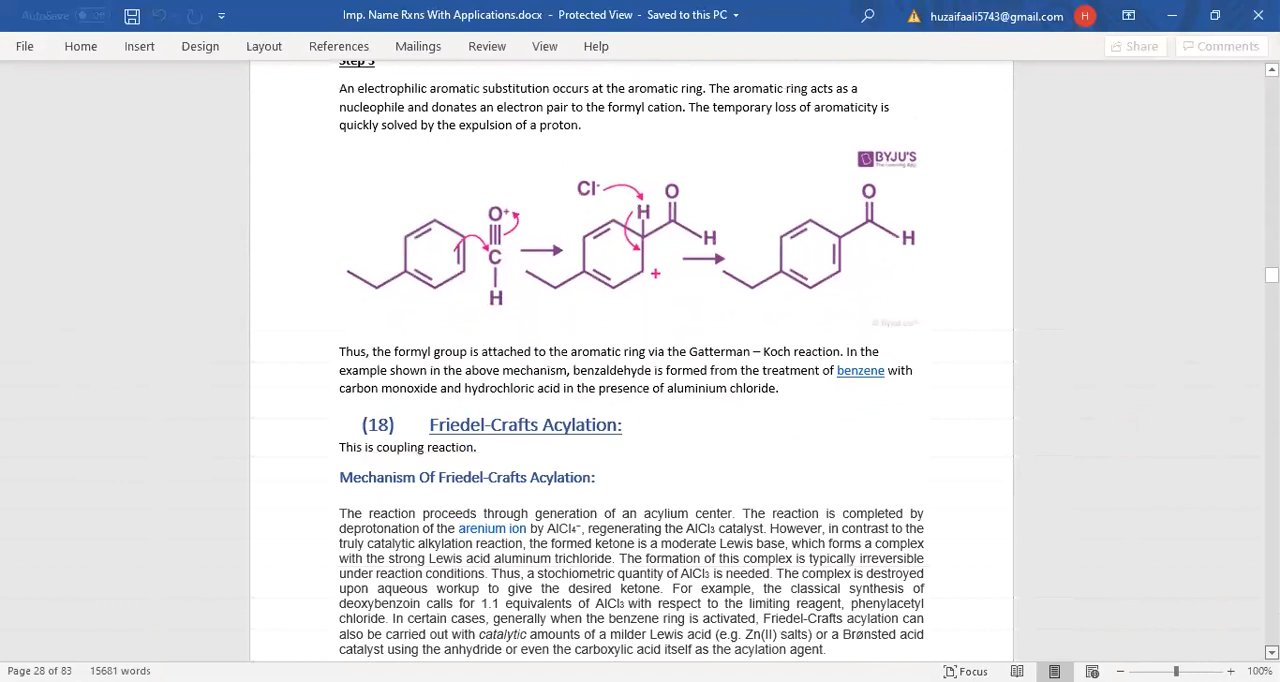 AutoSave Off
Imp. Name Rxns With Applications.docx - Protected View - Saved to this PC
huzaifaali5743@gmail.com H
File Home Insert Design Layout References Mailings Review View Help Share Comments
Step 3
An electrophilic aromatic substitution occurs at the aromatic ring. The aromatic ring acts as a
nucleophile and donates an electron pair to the formyl cation. The temporary loss of aromaticity is
quickly solved by the expulsion of a proton.
BYJU'S
The Learning App
Cl- O O
O+ H
H H
C
+
H
Thus, the formyl group is attached to the aromatic ring via the Gatterman – Koch reaction. In the
example shown in the above mechanism, benzaldehyde is formed from the treatment of benzene with
carbon monoxide and hydrochloric acid in the presence of aluminium chloride.
(18) Friedel-Crafts Acylation:
This is coupling reaction.
Mechanism Of Friedel-Crafts Acylation:
The reaction proceeds through generation of an acylium center. The reaction is completed by
deprotonation of the arenium ion by AlCl₄⁻, regenerating the AlCl₃ catalyst. However, in contrast to the
truly catalytic alkylation reaction, the formed ketone is a moderate Lewis base, which forms a complex
with the strong Lewis acid aluminum trichloride. The formation of this complex is typically irreversible
under reaction conditions. Thus, a stochiometric quantity of AlCl₃ is needed. The complex is destroyed
upon aqueous workup to give the desired ketone. For example, the classical synthesis of
deoxybenzoin calls for 1.1 equivalents of AlCl₃ with respect to the limiting reagent, phenylacetyl
chloride. In certain cases, generally when the benzene ring is activated, Friedel-Crafts acylation can
also be carried out with catalytic amounts of a milder Lewis acid (e.g. Zn(II) salts) or a Brønsted acid
catalyst using the anhydride or even the carboxylic acid itself as the acylation agent.
Page 28 of 83 15681 words Focus 100%